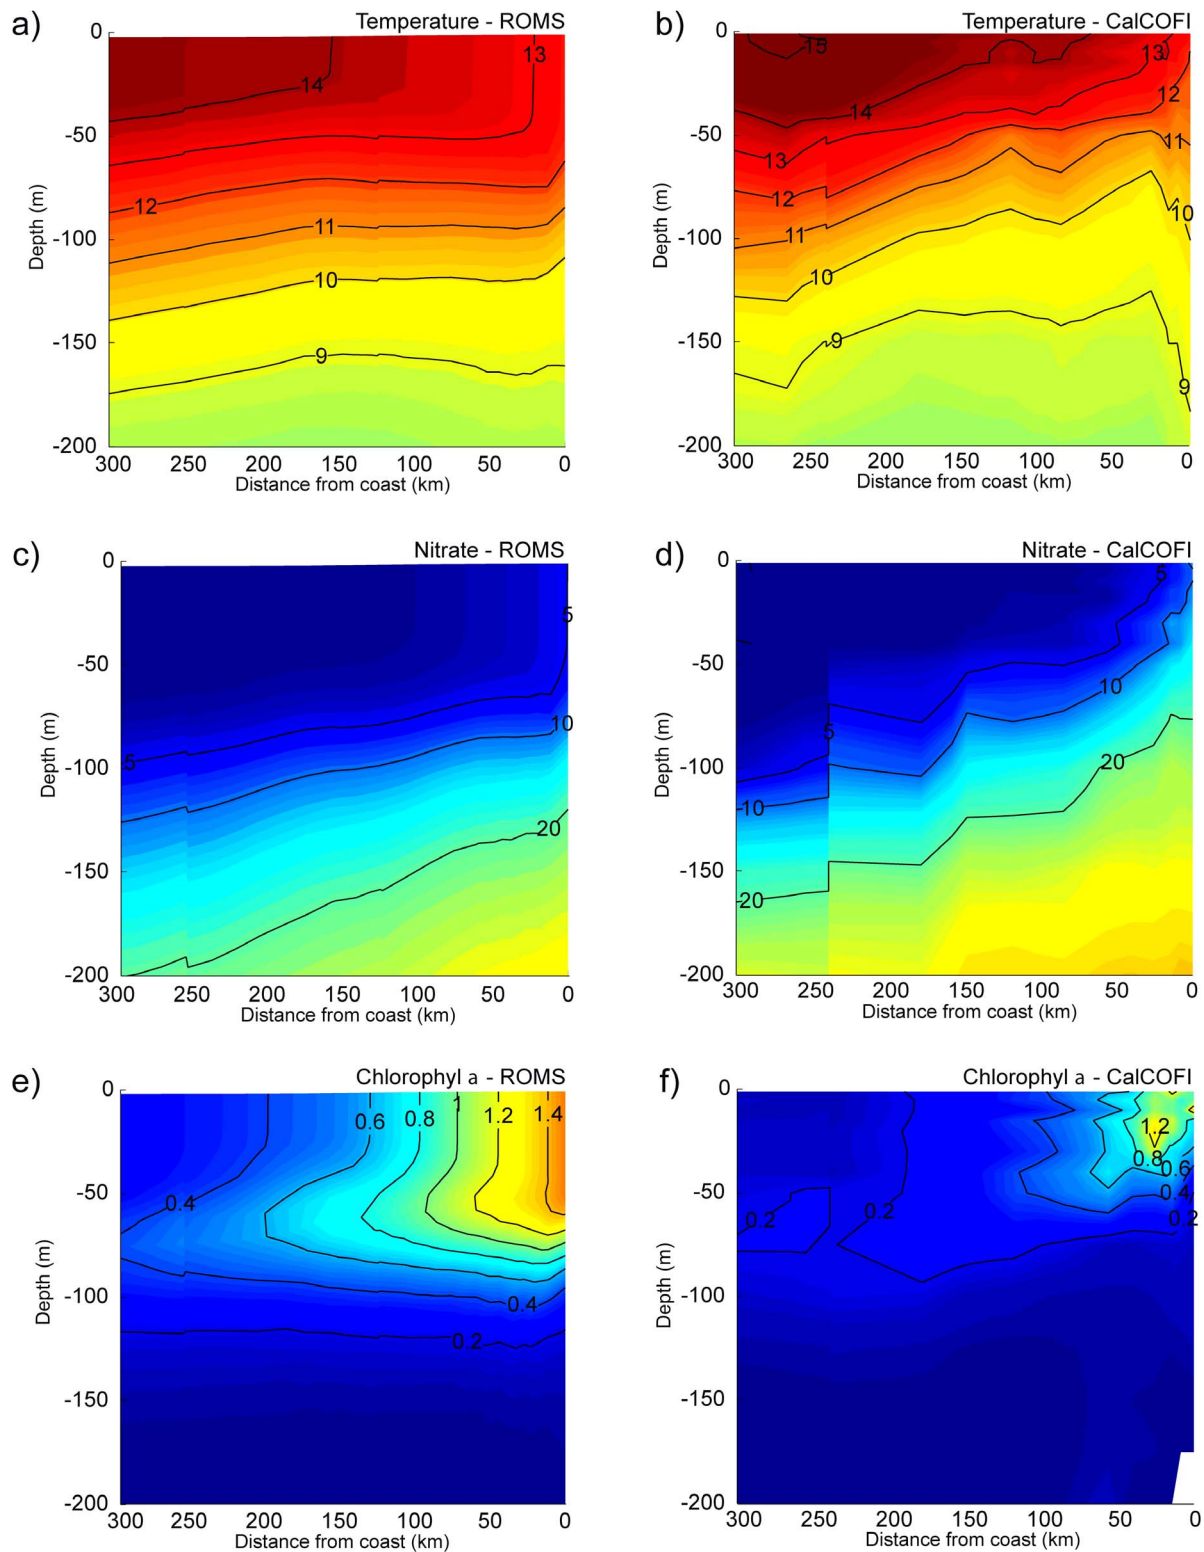 a)
Temperature - ROMS
0
-50
-100
-150
-200
Depth (m)
14
13
12
11
10
9
300 250 200 150 100 50 0
Distance from coast (km)
b)
Temperature - CalCOFI
0
-50
-100
-150
-200
Depth (m)
15
13
14
12
13
11
12
11
10
10
9
9
300 250 200 150 100 50 0
Distance from coast (km)
c)
Nitrate - ROMS
0
-50
-100
-150
-200
Depth (m)
5
10
5
20
300 250 200 150 100 50 0
Distance from coast (km)
d)
Nitrate - CalCOFI
0
-50
-100
-150
-200
Depth (m)
5
10
5
20
10
20
300 250 200 150 100 50 0
Distance from coast (km)
e)
Chlorophyl a - ROMS
0
-50
-100
-150
-200
Depth (m)
0.6 0.8 1 1.2 1.4
0.4
0.4
0.2
300 250 200 150 100 50 0
Distance from coast (km)
f)
Chlorophyl a - CalCOFI
0
-50
-100
-150
-200
Depth (m)
1.2
0.8
0.6
0.4
0.2
0.2
0.2
300 250 200 150 100 50 0
Distance from coast (km)